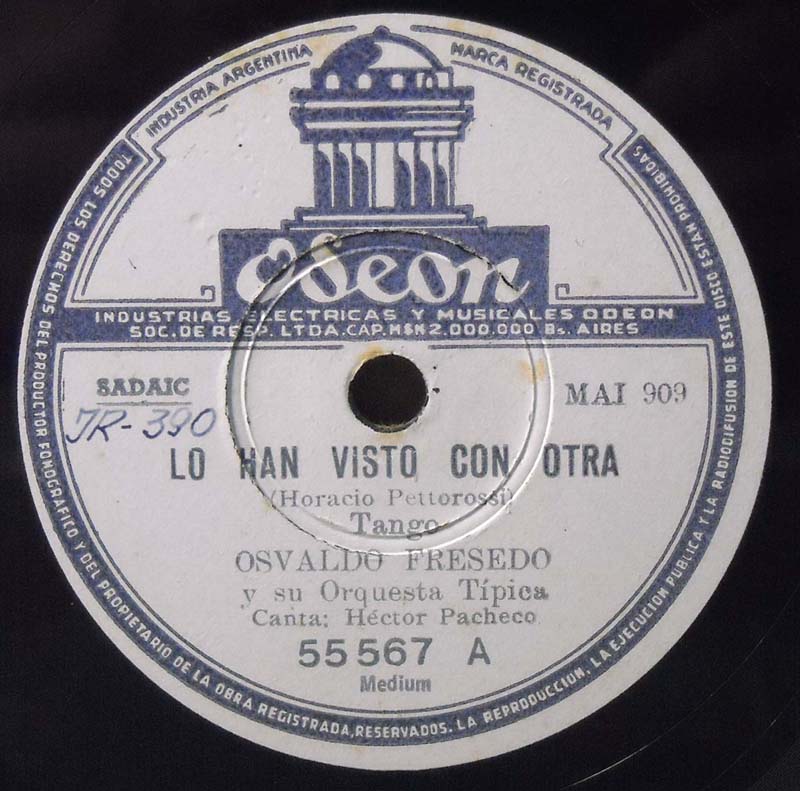 INDUSTRIA ARGENTINA
MARCA REGISTRADA
Odeon
INDUSTRIAS ELECTRICAS Y MUSICALES ODEON
SOC. DE RESP. LTDA. CAP. M$N 2.000.000 Bs. AIRES
SADAIC
JR-390
MAI 909
LO HAN VISTO CON OTRA
(Horacio Pettorossi)
Tango
OSVALDO FRESEDO
y su Orquesta Típica
Canta: Héctor Pacheco
55567 A
Medium
TODOS LOS DERECHOS DEL PRODUCTOR FONOGRAFICO Y DEL PROPIETARIO DE LA OBRA REGISTRADA, RESERVADOS. LA REPRODUCCION, LA EJECUCION PUBLICA Y LA RADIODIFUSION DE ESTE DISCO ESTAN PROHIBIDAS